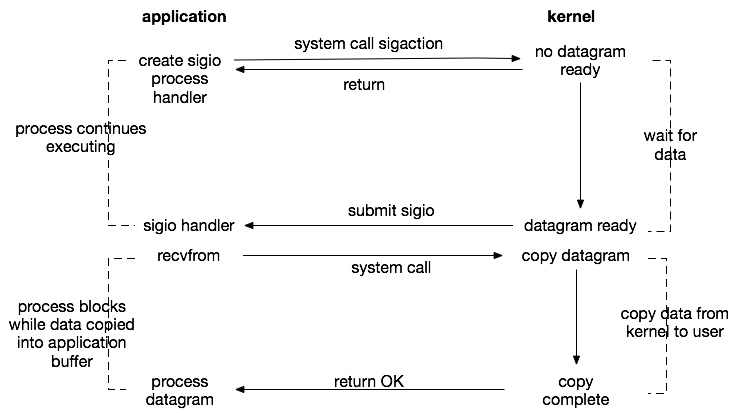 application
kernel
system call sigaction
create sigio
process
handler
no datagram
ready
return
process continues
executing
wait for
data
submit sigio
sigio handler
datagram ready
recvfrom
copy datagram
system call
process blocks
while data copied
into application
buffer
copy data from
kernel to user
return OK
process
datagram
copy
complete